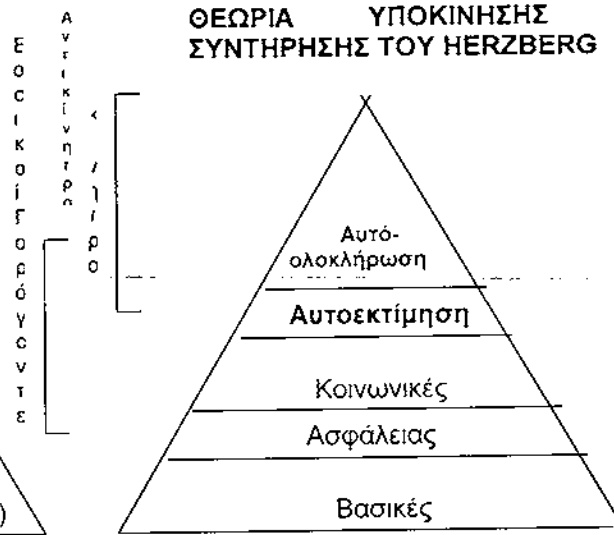 ΘΕΩΡΙΑ ΥΠΟΚΙΝΗΣΗΣ
ΣΥΝΤΗΡΗΣΗΣ ΤΟΥ HERZBERG
Αυτό-
ολοκλήρωση
Αυτοεκτίμηση
Κοινωνικές
Ασφάλειας
Βασικές
)